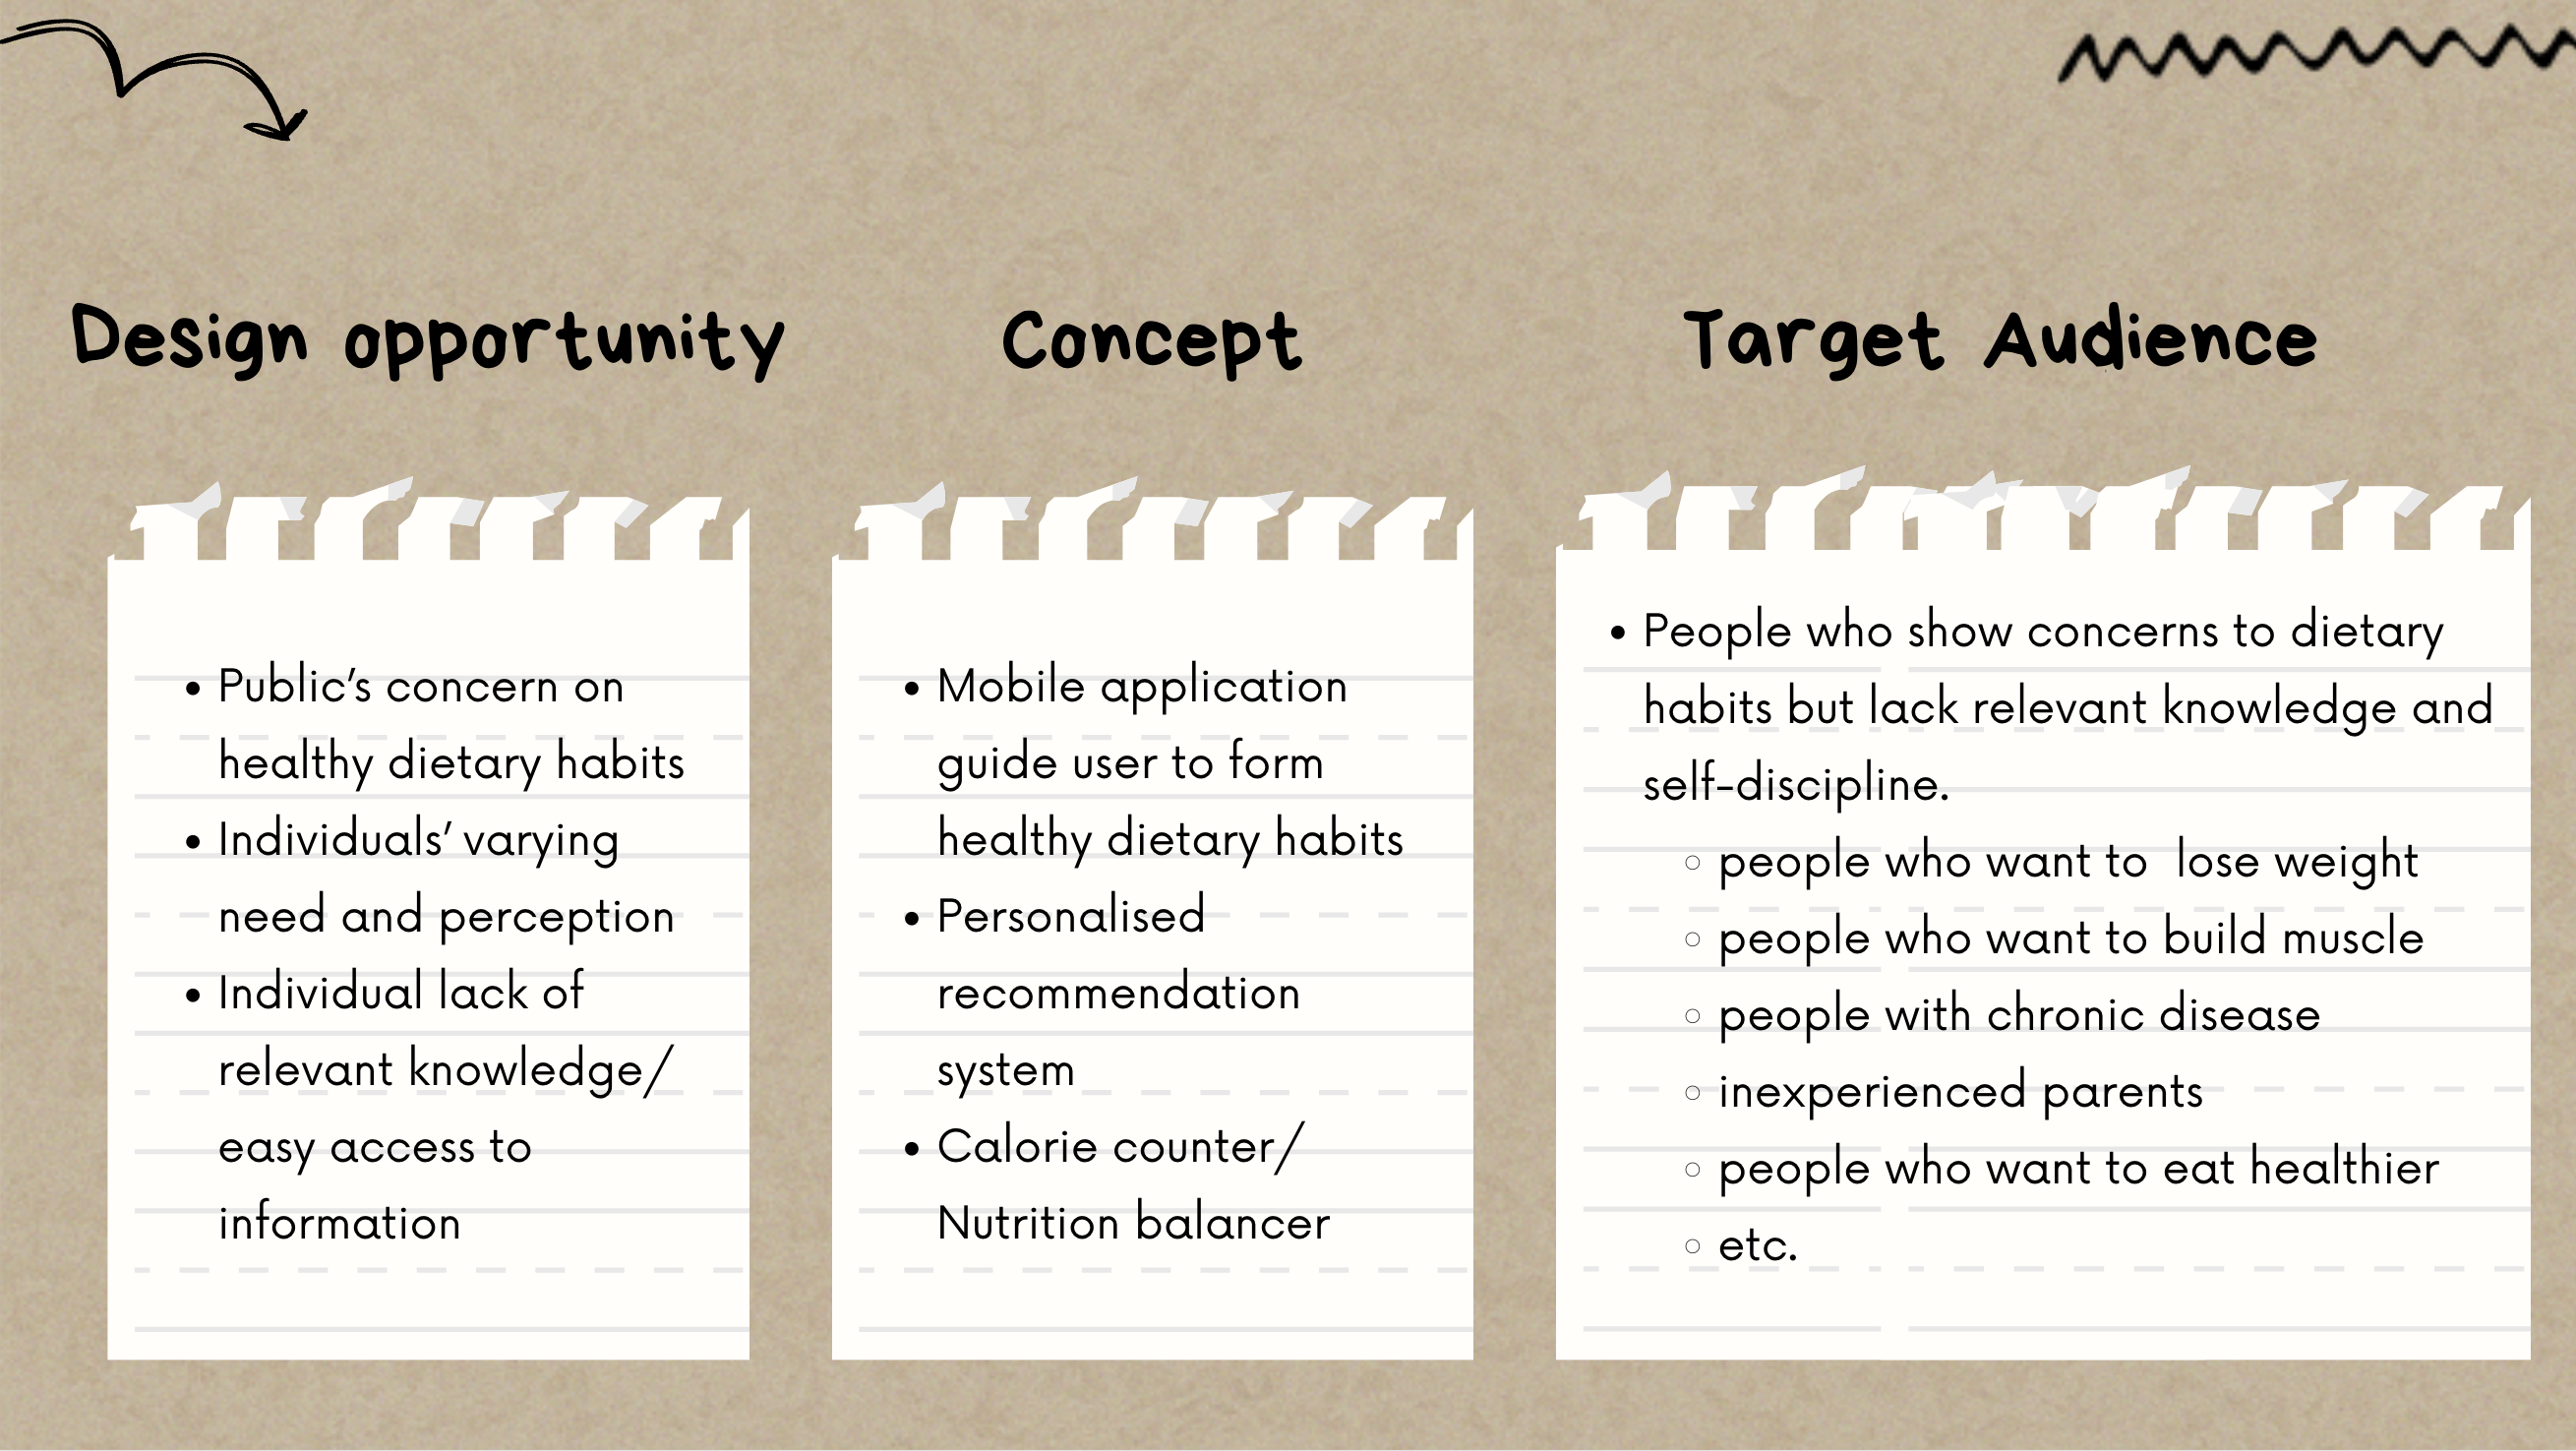 Design opportunity
Public’s concern on
healthy dietary habits
Individuals’ varying
need and perception
Individual lack of
relevant knowledge/
easy access to
information
Concept
Mobile application
guide user to form
healthy dietary habits
Personalised
recommendation
system
Calorie counter/
Nutrition balancer
Target Audience
People who show concerns to dietary
habits but lack relevant knowledge and
self-discipline.
people who want to  lose weight
people who want to build muscle
people with chronic disease
inexperienced parents
people who want to eat healthier
etc.